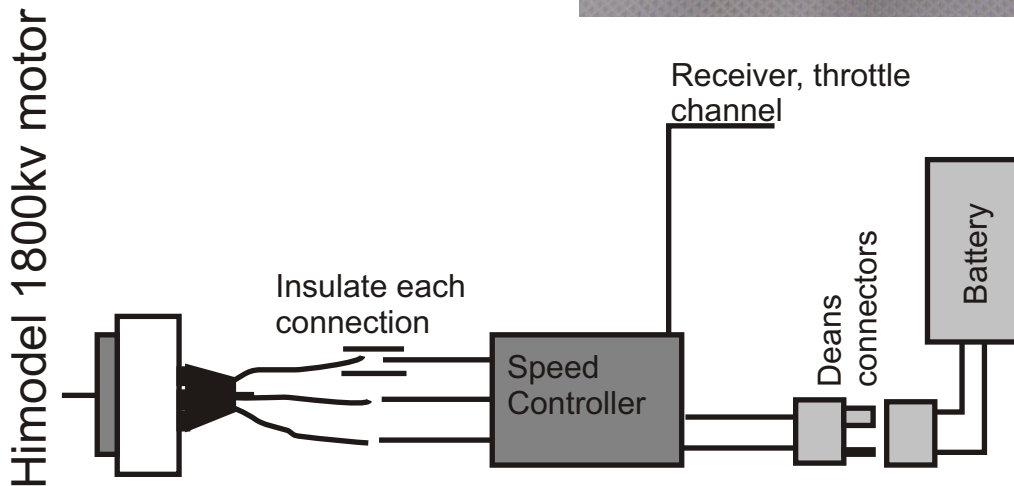 Himodel 1800kv motor
Receiver, throttle
channel
Insulate each
connection
Speed
Controller
Deans
connectors
Battery